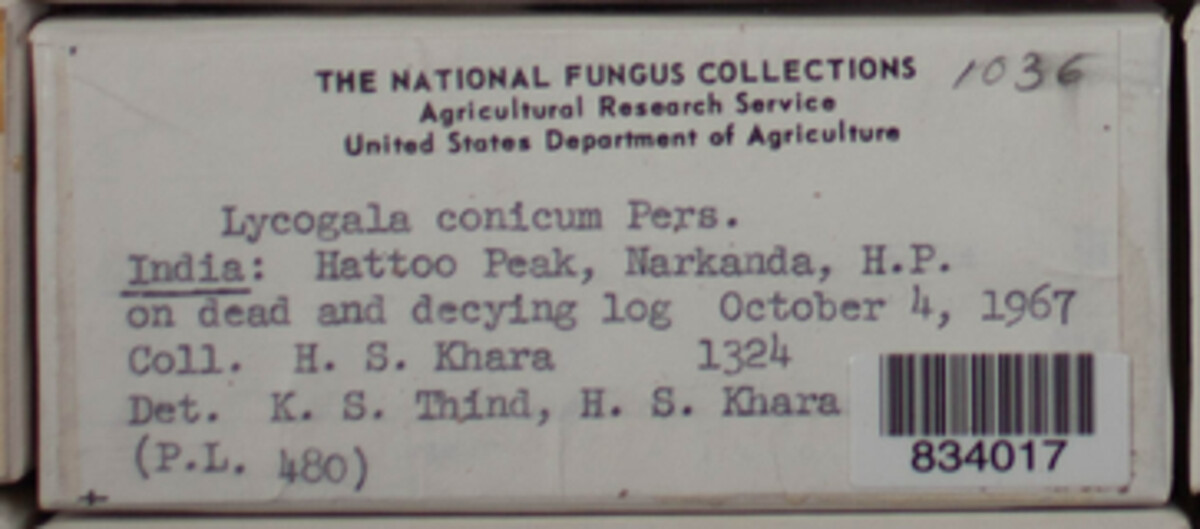 THE NATIONAL FUNGUS COLLECTIONS 1036
Agricultural Research Service
United States Department of Agriculture
Lycogala conicum Pers.
India: Hattoo Peak, Narkanda, H.P.
on dead and decying log October 4, 1967
Coll. H. S. Khara 1324
Det. K. S. Thind, H. S. Khara
(P.L. 480)
834017